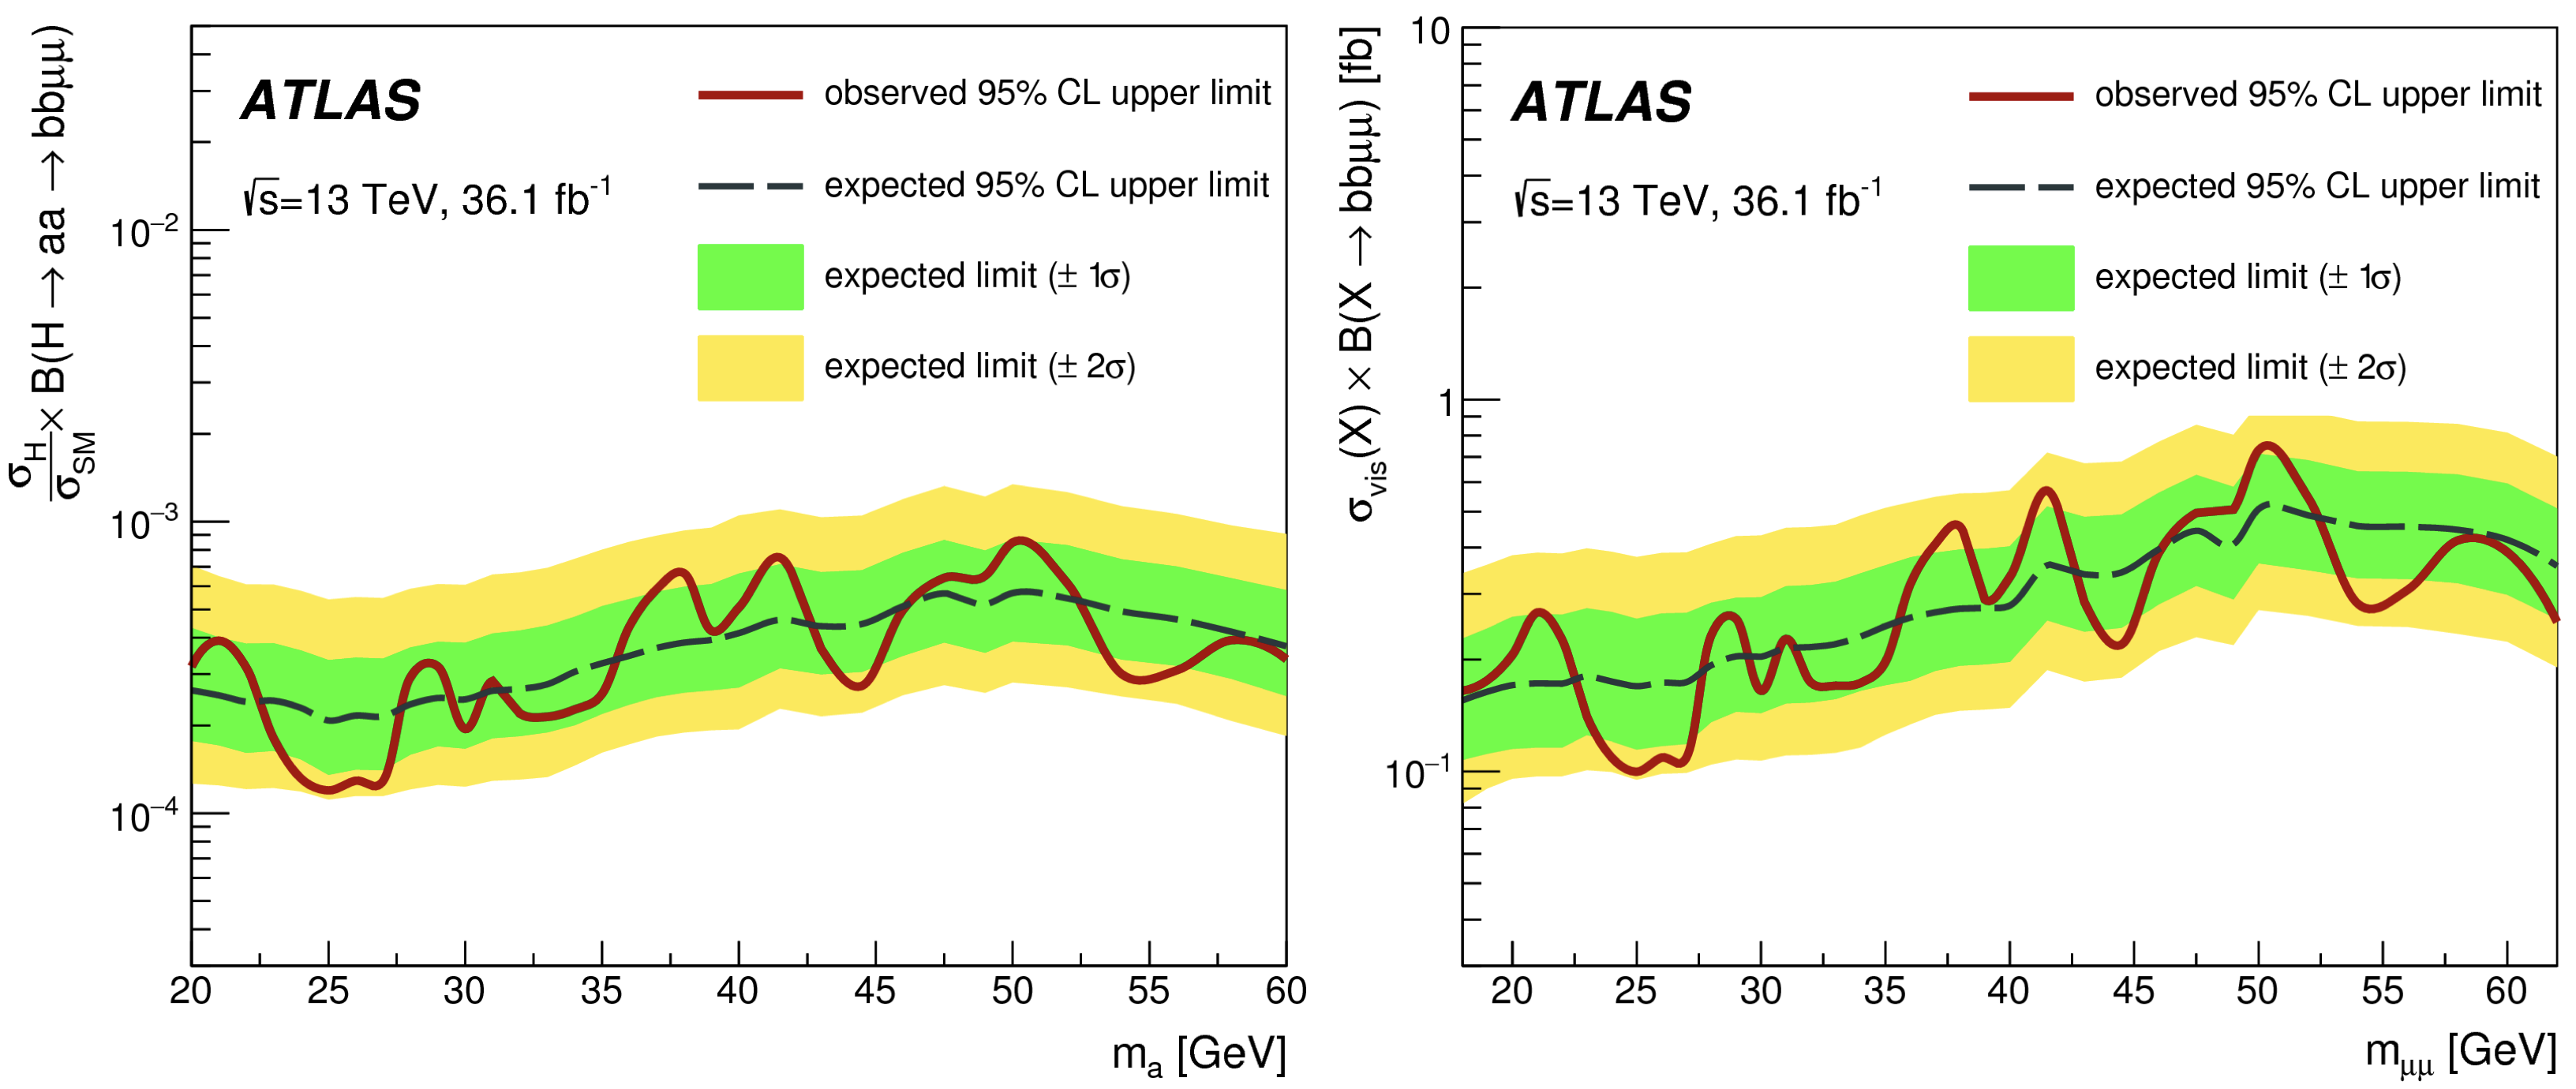 σH/σSM × B(H → aa → bbμμ)
ATLAS
√s=13 TeV, 36.1 fb-1
observed 95% CL upper limit
expected 95% CL upper limit
expected limit (± 1σ)
expected limit (± 2σ)
10−2
10−3
10−4
20 25 30 35 40 45 50 55 60
ma [GeV]
σvis(X) × B(X → bbμμ) [fb]
ATLAS
√s=13 TeV, 36.1 fb-1
observed 95% CL upper limit
expected 95% CL upper limit
expected limit (± 1σ)
expected limit (± 2σ)
10
1
10−1
20 25 30 35 40 45 50 55 60
mμμ [GeV]